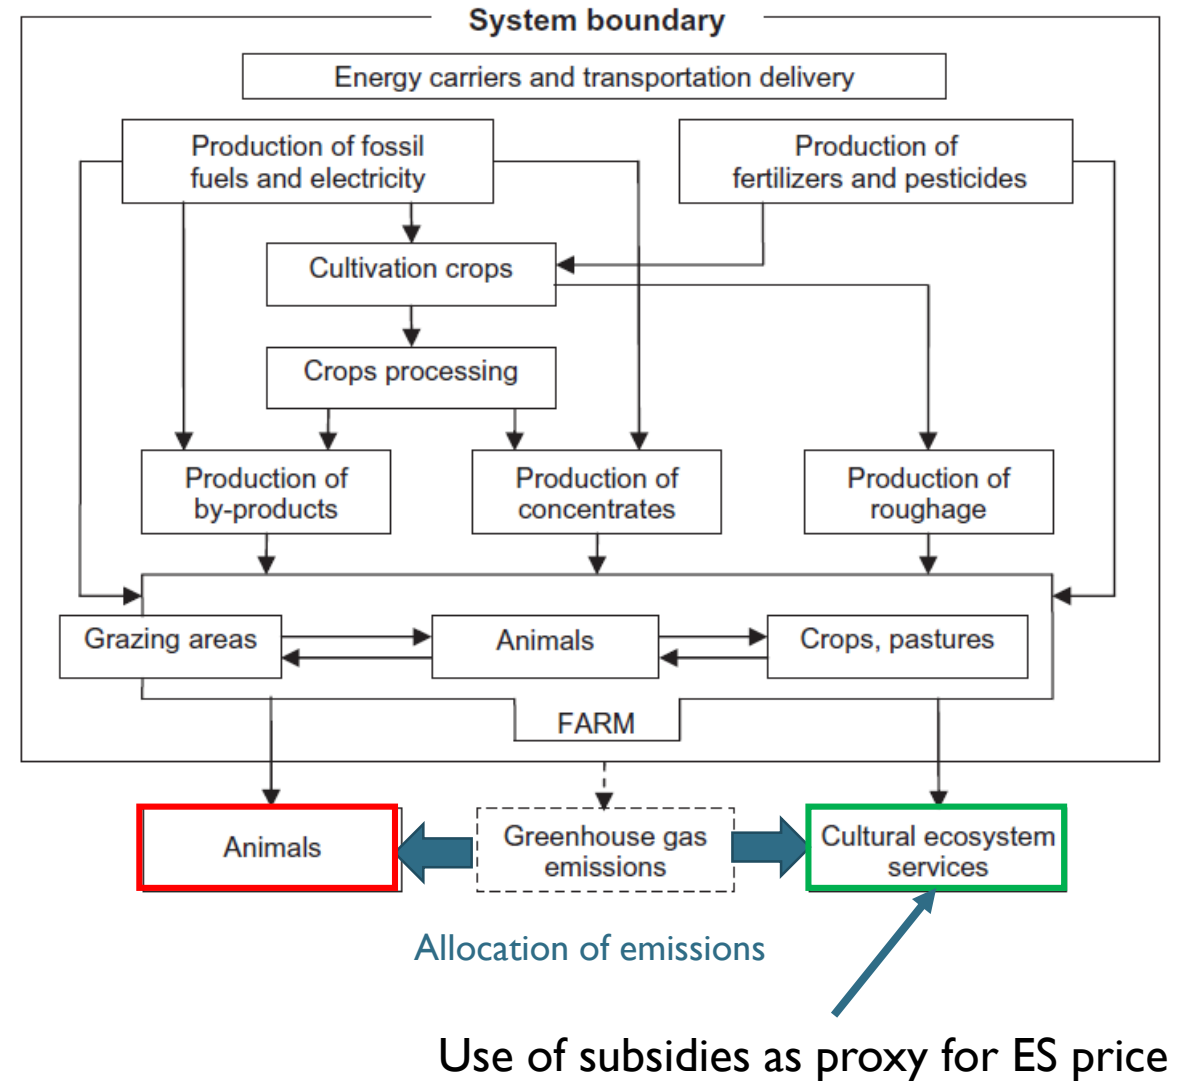 System boundary
Energy carriers and transportation delivery
Production of fossil
fuels and electricity
Production of
fertilizers and pesticides
Cultivation crops
Crops processing
Production of
by-products
Production of
concentrates
Production of
roughage
Grazing areas
Animals
Crops, pastures
FARM
Animals
Greenhouse gas
emissions
Cultural ecosystem
services
Allocation of emissions
Use of subsidies as proxy for ES price